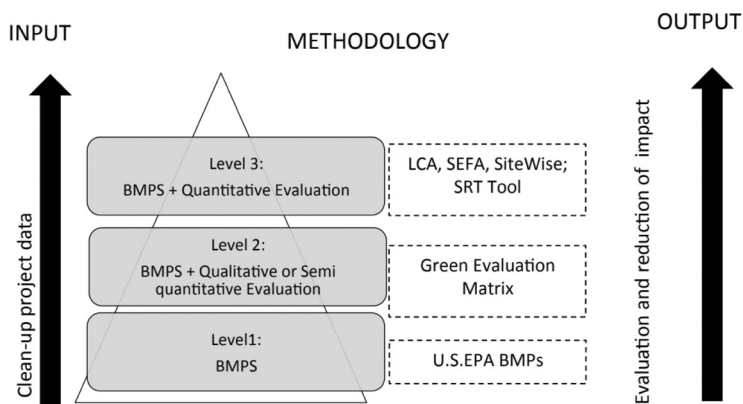 INPUT
METHODOLOGY
OUTPUT
Clean-up project data
Level 3:
BMPS + Quantitative Evaluation
LCA, SEFA, SiteWise;
SRT Tool
Level 2:
BMPS + Qualitative or Semi
quantitative Evaluation
Green Evaluation
Matrix
Level1:
BMPS
U.S.EPA BMPs
Evaluation and reduction of impact